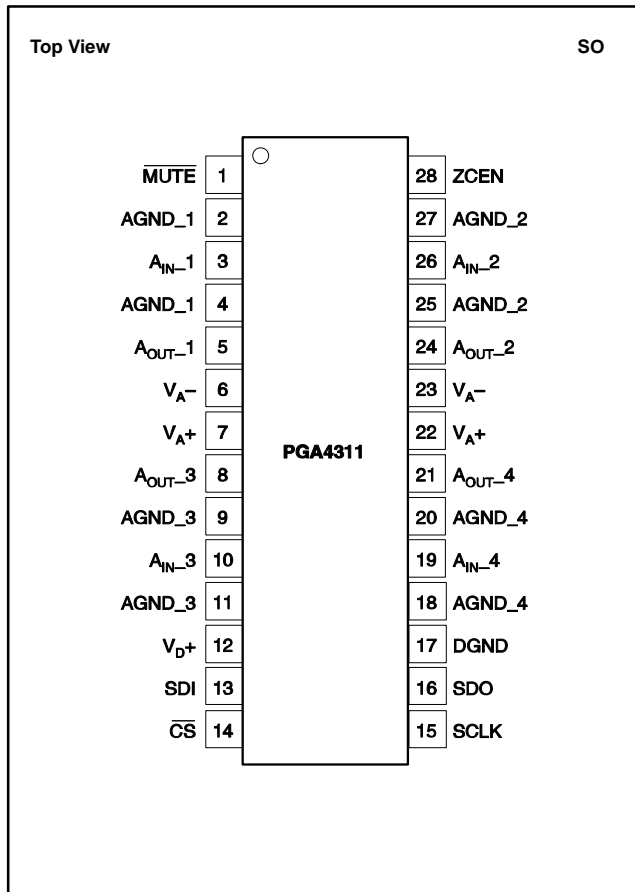 Top View SO
M̅U̅T̅E̅ 1 28 ZCEN
AGND_1 2 27 AGND_2
A_IN_1 3 26 A_IN_2
AGND_1 4 25 AGND_2
A_OUT_1 5 24 A_OUT_2
V_A− 6 23 V_A−
V_A+ 7 22 V_A+
PGA4311
A_OUT_3 8 21 A_OUT_4
AGND_3 9 20 AGND_4
A_IN_3 10 19 A_IN_4
AGND_3 11 18 AGND_4
V_D+ 12 17 DGND
SDI 13 16 SDO
C̅S̅ 14 15 SCLK